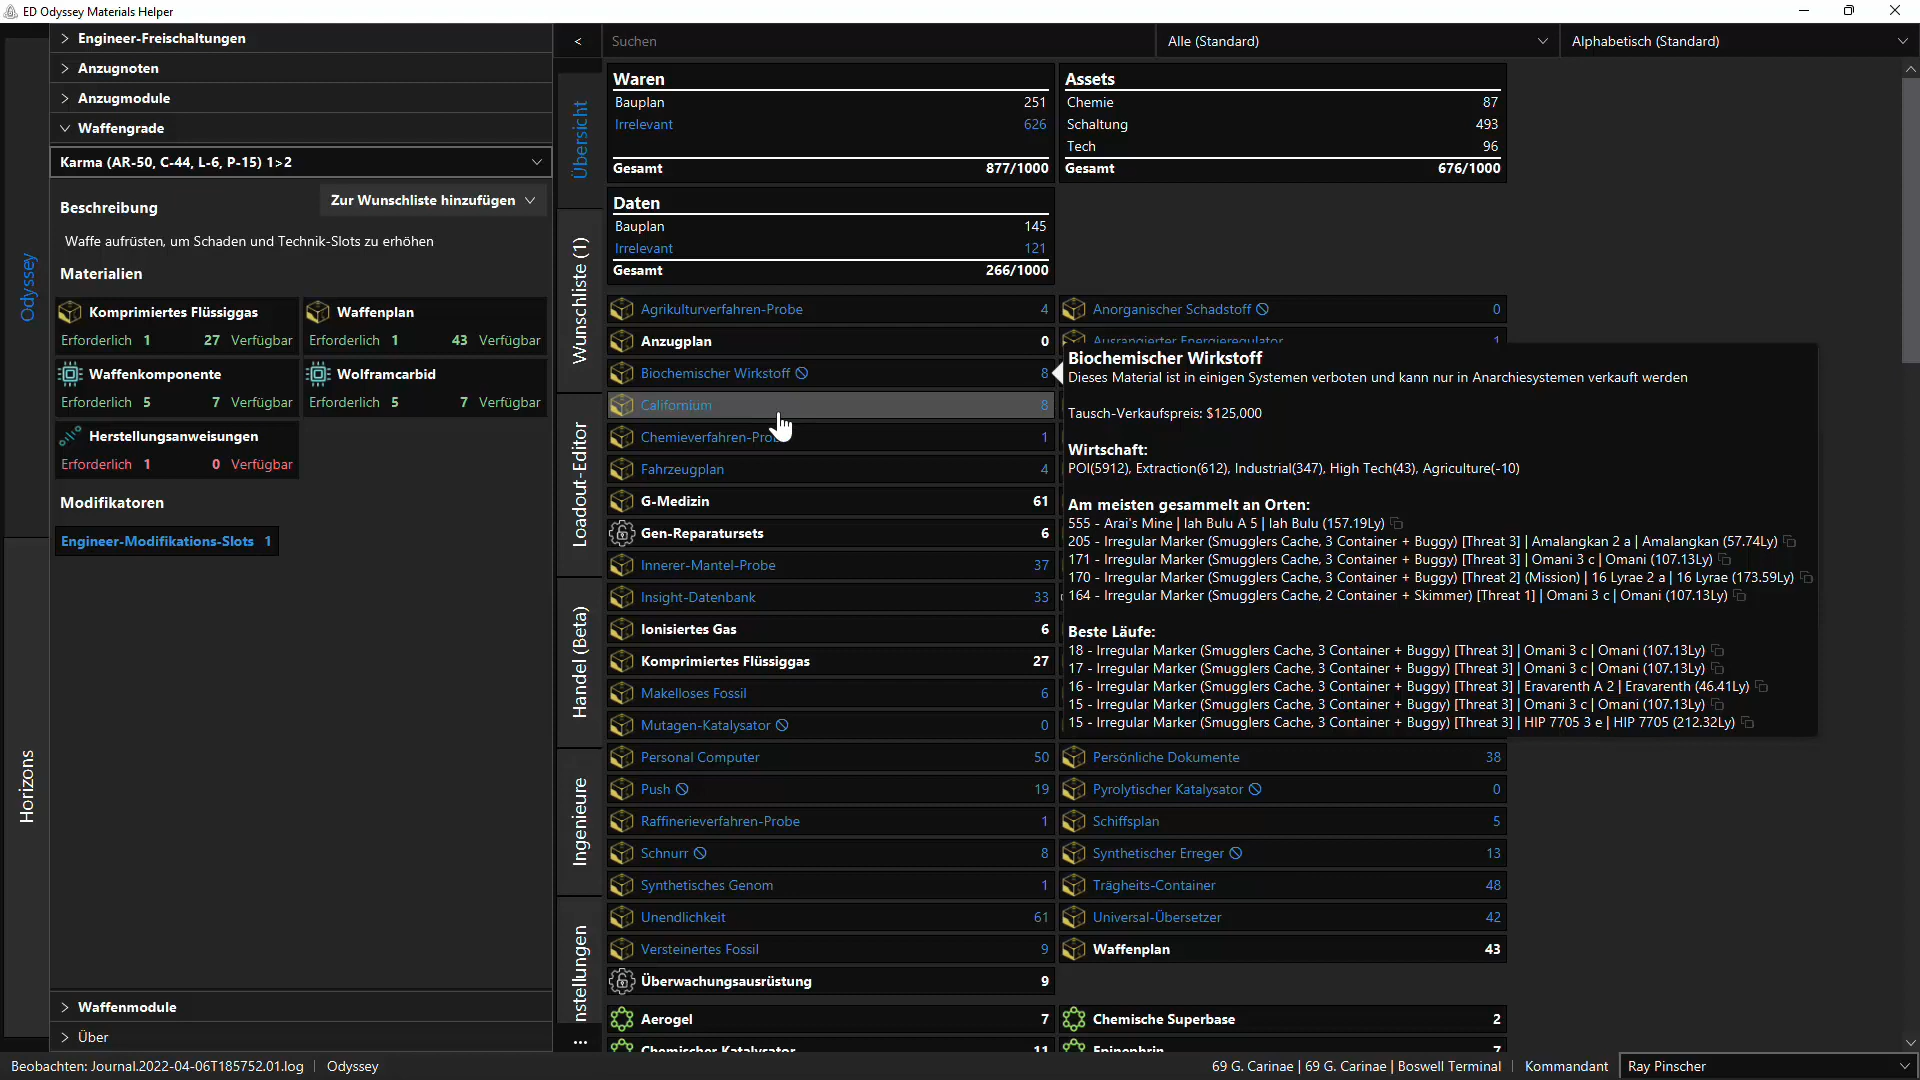 ED Odyssey Materials Helper
Engineer-Freischaltungen
Anzugnoten
Anzugmodule
Waffengrade
Karma (AR-50, C-44, L-6, P-15) 1>2
Beschreibung
Zur Wunschliste hinzufügen
Waffe aufrüsten, um Schaden und Technik-Slots zu erhöhen
Materialien
Komprimiertes Flüssiggas
Erforderlich 1 27 Verfügbar
Waffenplan
Erforderlich 1 43 Verfügbar
Waffenkomponente
Erforderlich 5 7 Verfügbar
Wolframcarbid
Erforderlich 5 7 Verfügbar
Herstellungsanweisungen
Erforderlich 1 0 Verfügbar
Modifikatoren
Engineer-Modifikations-Slots 1
Waffenmodule
Über
Odyssey
Horizons
<
Suchen
Alle (Standard)
Alphabetisch (Standard)
Übersicht
Wunschliste (1)
Loadout-Editor
Handel (Beta)
Ingenieure
nstellungen
...
Waren
Bauplan 251
Irrelevant 626
Gesamt 877/1000
Assets
Chemie 87
Schaltung 493
Tech 96
Gesamt 676/1000
Daten
Bauplan 145
Irrelevant 121
Gesamt 266/1000
Agrikulturverfahren-Probe 4
Anorganischer Schadstoff 0
Anzugplan 0
Ausrangierter Energieregulator 1
Biochemischer Wirkstoff 8
Californium 8
Chemieverfahren-Pro 1
Fahrzeugplan 4
G-Medizin 61
Gen-Reparatursets 6
Innerer-Mantel-Probe 37
Insight-Datenbank 33
Ionisiertes Gas 6
Komprimiertes Flüssiggas 27
Makelloses Fossil 6
Mutagen-Katalysator 0
Personal Computer 50
Persönliche Dokumente 38
Push 19
Pyrolytischer Katalysator 0
Raffinerieverfahren-Probe 1
Schiffsplan 5
Schnurr 8
Synthetischer Erreger 13
Synthetisches Genom 1
Trägheits-Container 48
Unendlichkeit 61
Universal-Übersetzer 42
Versteinertes Fossil 9
Waffenplan 43
Überwachungsausrüstung 9
Aerogel 7
Chemische Superbase 2
Chemischer Katalysator 11
Epinephrin 7
Biochemischer Wirkstoff
Dieses Material ist in einigen Systemen verboten und kann nur in Anarchiesystemen verkauft werden
Tausch-Verkaufspreis: $125,000
Wirtschaft:
POI(5912), Extraction(612), Industrial(347), High Tech(43), Agriculture(-10)
Am meisten gesammelt an Orten:
555 - Arai's Mine | Iah Bulu A 5 | Iah Bulu (157.19Ly)
205 - Irregular Marker (Smugglers Cache, 3 Container + Buggy) [Threat 3] | Amalangkan 2 a | Amalangkan (57.74Ly)
171 - Irregular Marker (Smugglers Cache, 3 Container + Buggy) [Threat 3] | Omani 3 c | Omani (107.13Ly)
170 - Irregular Marker (Smugglers Cache, 3 Container + Buggy) [Threat 2] (Mission) | 16 Lyrae 2 a | 16 Lyrae (173.59Ly)
164 - Irregular Marker (Smugglers Cache, 2 Container + Skimmer) [Threat 1] | Omani 3 c | Omani (107.13Ly)
Beste Läufe:
18 - Irregular Marker (Smugglers Cache, 3 Container + Buggy) [Threat 3] | Omani 3 c | Omani (107.13Ly)
17 - Irregular Marker (Smugglers Cache, 3 Container + Buggy) [Threat 3] | Omani 3 c | Omani (107.13Ly)
16 - Irregular Marker (Smugglers Cache, 3 Container + Buggy) [Threat 3] | Eravarenth A 2 | Eravarenth (46.41Ly)
15 - Irregular Marker (Smugglers Cache, 3 Container + Buggy) [Threat 3] | Omani 3 c | Omani (107.13Ly)
15 - Irregular Marker (Smugglers Cache, 3 Container + Buggy) [Threat 3] | HIP 7705 3 e | HIP 7705 (212.32Ly)
Beobachten: Journal.2022-04-06T185752.01.log
Odyssey
69 G. Carinae | 69 G. Carinae | Boswell Terminal
Kommandant
Ray Pinscher